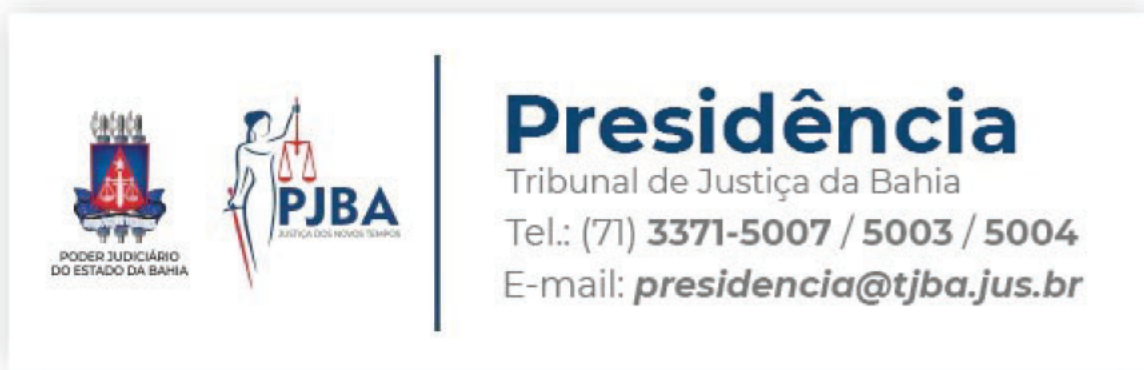 PODER JUDICIÁRIO
DO ESTADO DA BAHIA
PJBA
JUSTIÇA DOS NOVOS TEMPOS
Presidência
Tribunal de Justiça da Bahia
Tel.: (71) 3371-5007 / 5003 / 5004
E-mail: presidencia@tjba.jus.br